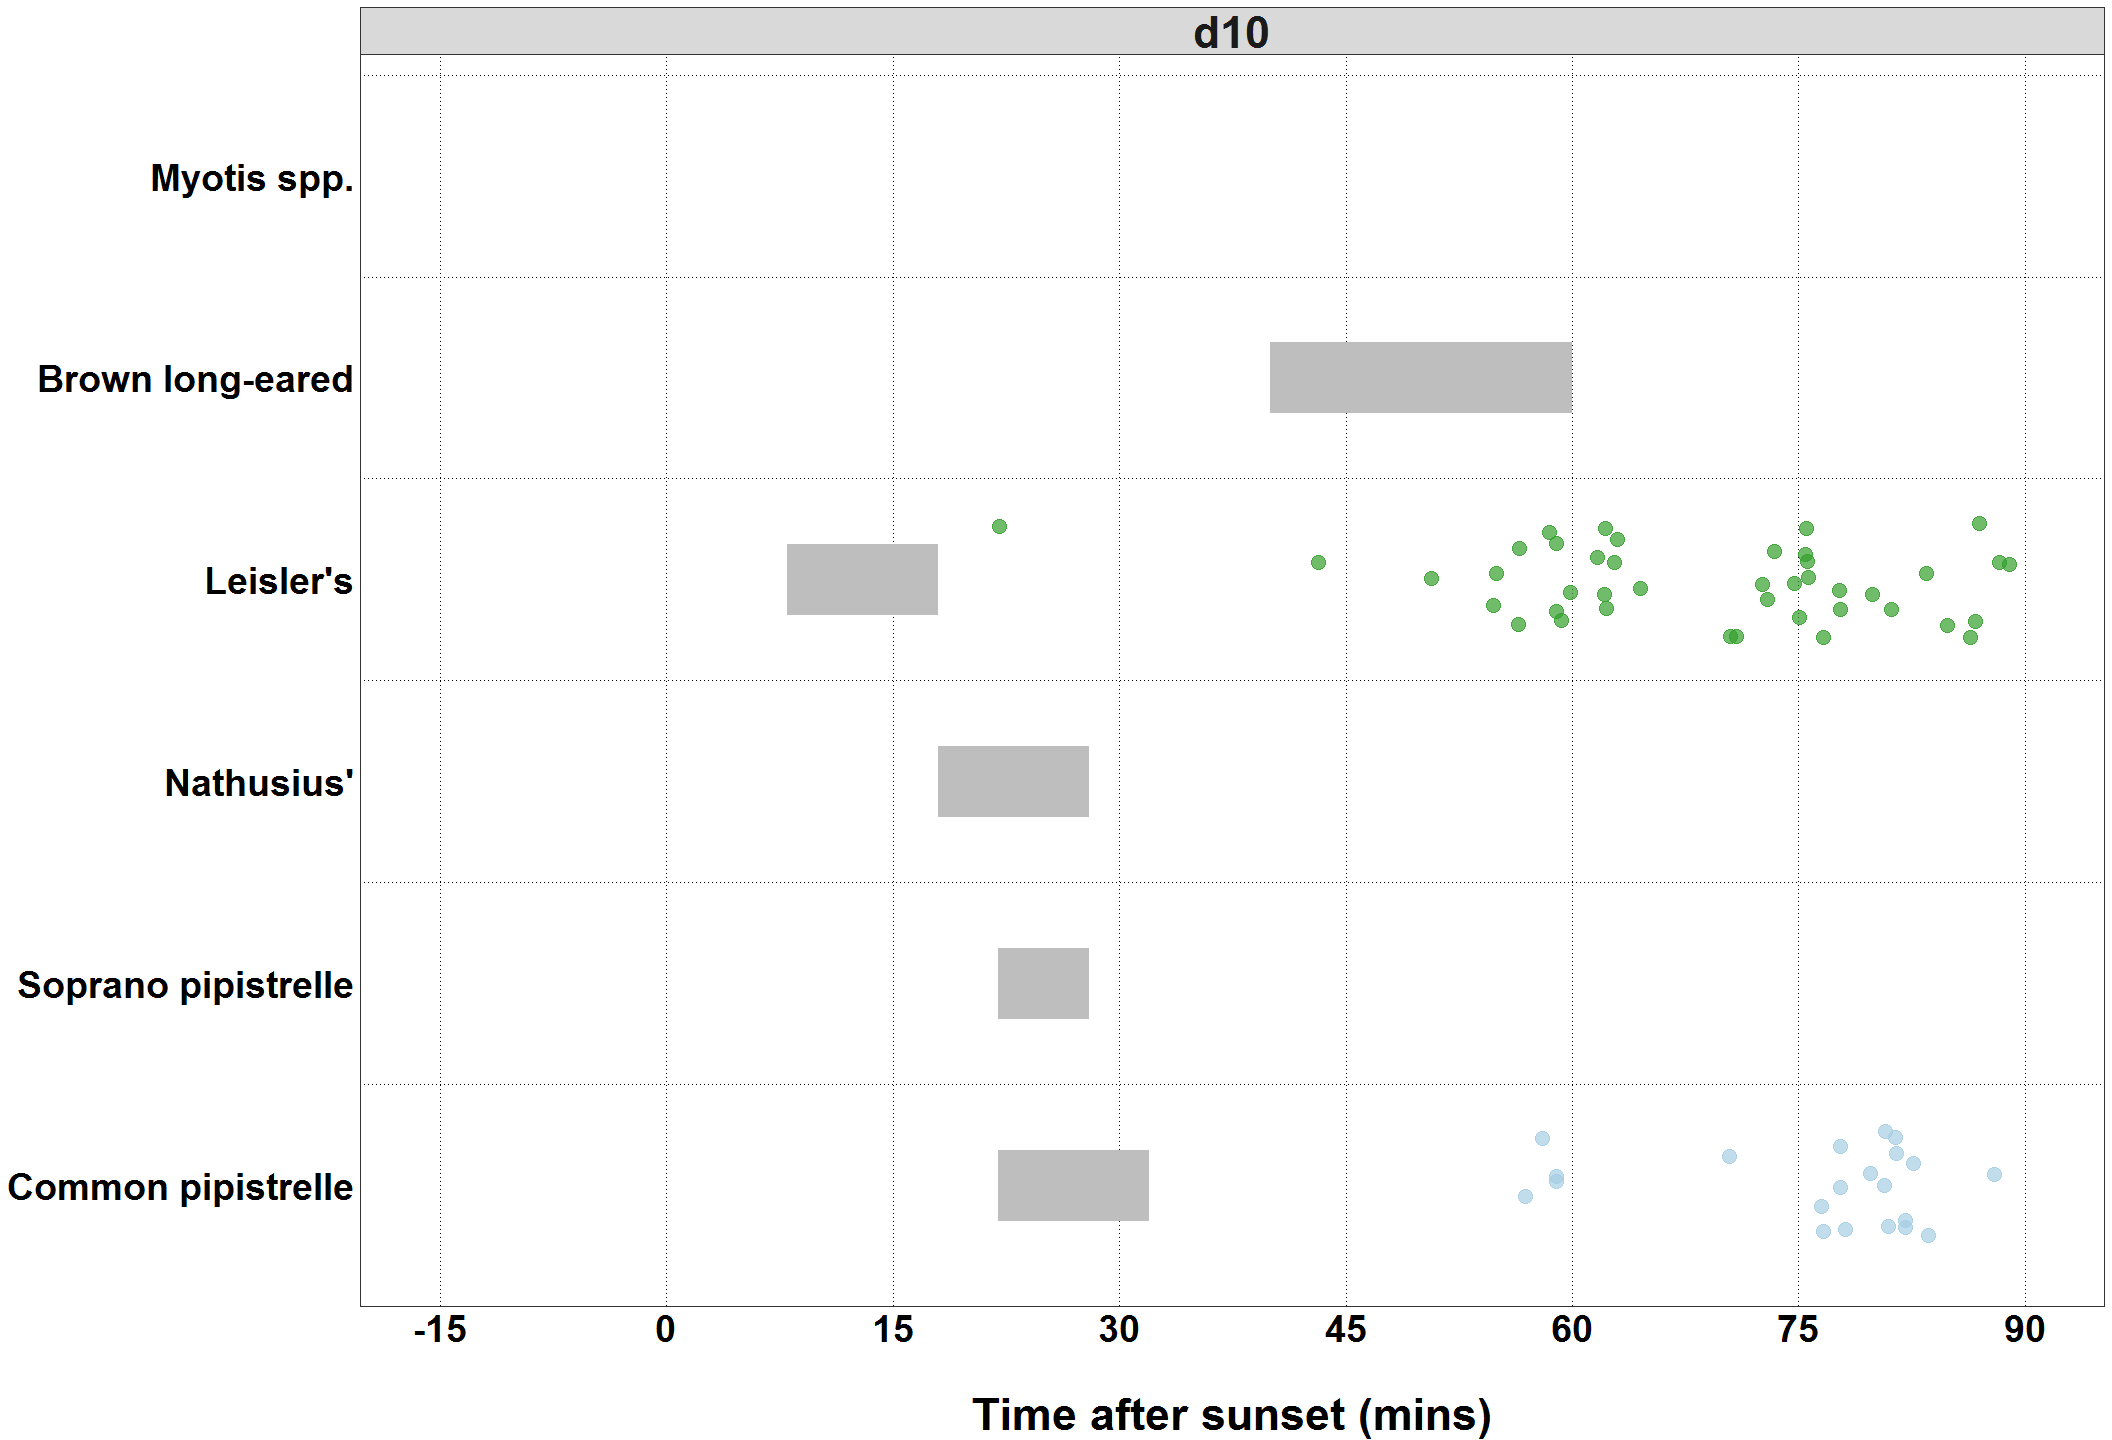 d10
Myotis spp.
Brown long-eared
Leisler's
Nathusius'
Soprano pipistrelle
Common pipistrelle
-15 0 15 30 45 60 75 90
Time after sunset (mins)